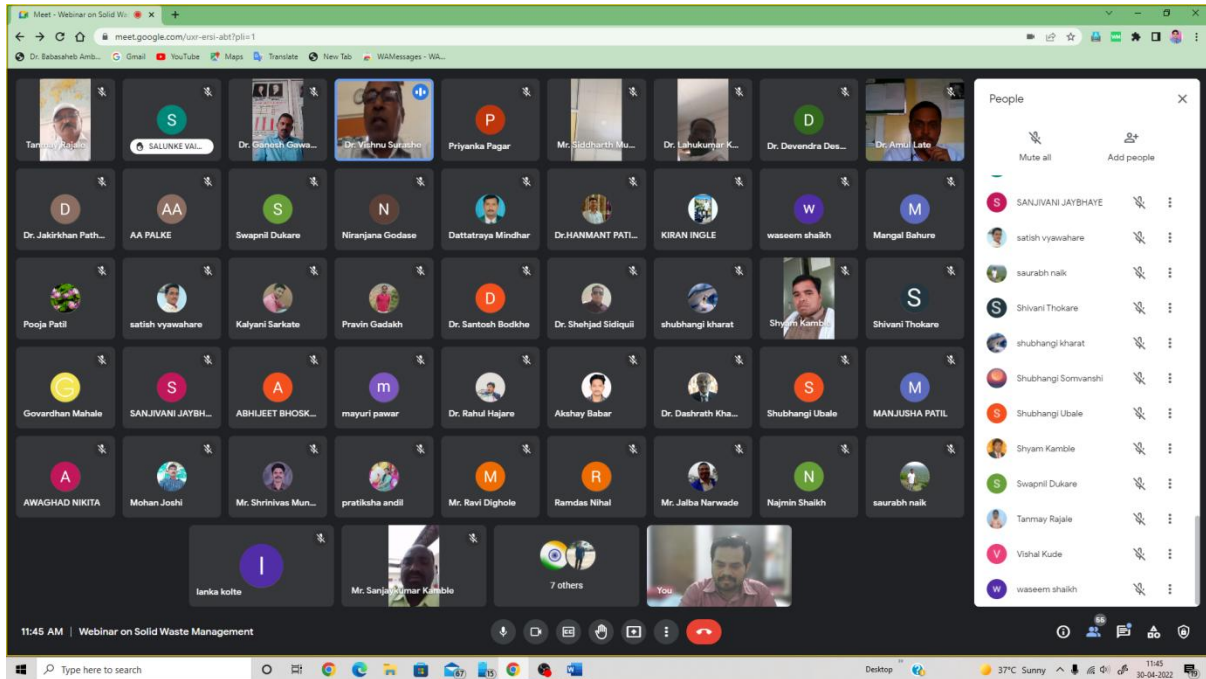 Meet - Webinar on Solid Wa
meet.google.com/uxr-ersi-abt?pli=1
Dr. Babasaheb Amb... Gmail YouTube Maps Translate New Tab WAMessages - WA...
Tanmay Rajale
S
SALUNKE VAI...
Dr. Ganesh Gawa...
Dr. Vishnu Surashe
P
Priyanka Pagar
Mr. Siddharth Mu...
Dr. Lahukumar K...
D
Dr. Devendra Des...
Dr. Amul Late
D
Dr. Jakirkhan Path...
AA
AA PALKE
S
Swapnil Dukare
N
Niranjana Godase
Dattatraya Mindhar
Dr.HANMANT PATI...
KIRAN INGLE
w
waseem shaikh
M
Mangal Bahure
Pooja Patil
satish vyawahare
Kalyani Sarkate
Pravin Gadakh
D
Dr. Santosh Bodkhe
Dr. Shehjad Sidiquii
shubhangi kharat
Shyam Kamble
S
Shivani Thokare
G
Govardhan Mahale
S
SANJIVANI JAYBH...
A
ABHIJEET BHOSK...
m
mayuri pawar
Dr. Rahul Hajare
Akshay Babar
Dr. Dashrath Kha...
S
Shubhangi Ubale
M
MANJUSHA PATIL
A
AWAGHAD NIKITA
Mohan Joshi
Mr. Shrinivas Mun...
pratiksha andil
M
Mr. Ravi Dighole
R
Ramdas Nihal
Mr. Jalba Narwade
N
Najmin Shaikh
saurabh naik
l
lanka kolte
Mr. Sanjaykumar Kamble
7 others
You
People
Mute all
Add people
S SANJIVANI JAYBHAYE
satish vyawahare
saurabh naik
S Shivani Thokare
shubhangi kharat
Shubhangi Somvanshi
S Shubhangi Ubale
Shyam Kamble
S Swapnil Dukare
Tanmay Rajale
V Vishal Kude
w waseem shaikh
11:45 AM | Webinar on Solid Waste Management
CC
55
Type here to search
67
15
Desktop
37°C Sunny
11:45
30-04-2022
19